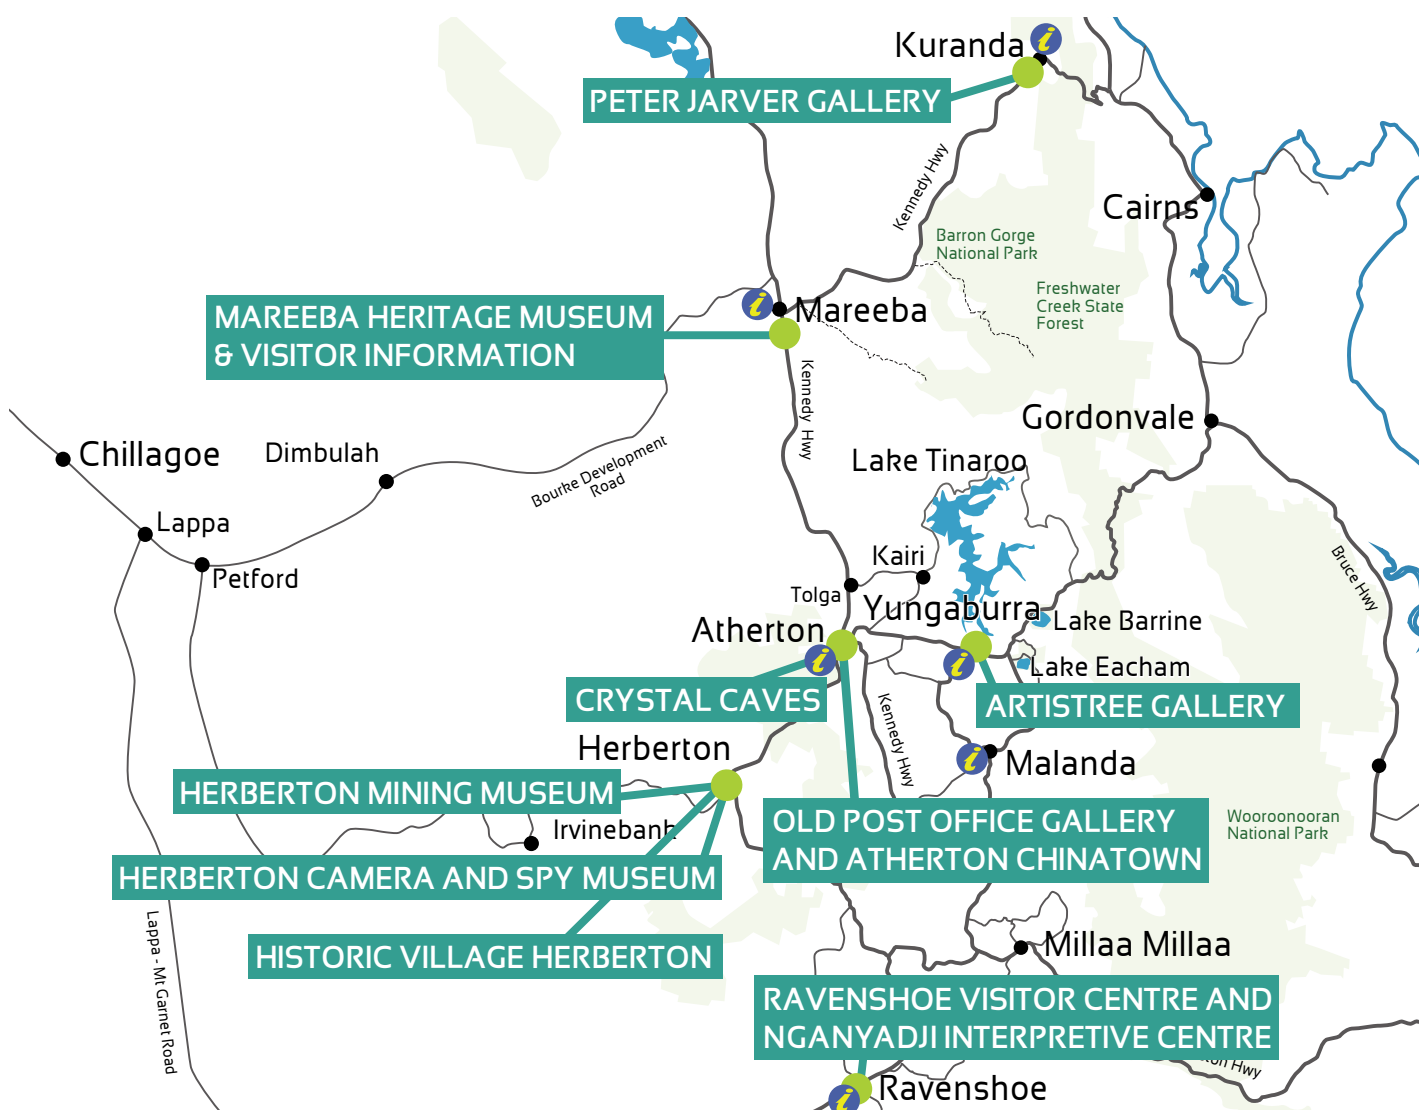 Kuranda
i
PETER JARVER GALLERY
Kennedy Hwy
Cairns
Barron Gorge
National Park
Freshwater
Creek State
Forest
i
Mareeba
MAREEBA HERITAGE MUSEUM
& VISITOR INFORMATION
Kennedy Hwy
Gordonvale
Chillagoe
Dimbulah
Bourke Development
Road
Lake Tinaroo
Lappa
Petford
Kairi
Tolga
Yungaburra
Bruce Hwy
Atherton
i
Lake Barrine
i
Lake Eacham
CRYSTAL CAVES
ARTISTREE GALLERY
Kennedy Hwy
Herberton
i
Malanda
HERBERTON MINING MUSEUM
Irvinebank
OLD POST OFFICE GALLERY
AND ATHERTON CHINATOWN
Wooroonooran
National Park
HERBERTON CAMERA AND SPY MUSEUM
Lappa - Mt Garnet Road
HISTORIC VILLAGE HERBERTON
Millaa Millaa
RAVENSHOE VISITOR CENTRE AND
NGANYADJI INTERPRETIVE CENTRE
Hwy
Ravenshoe
i